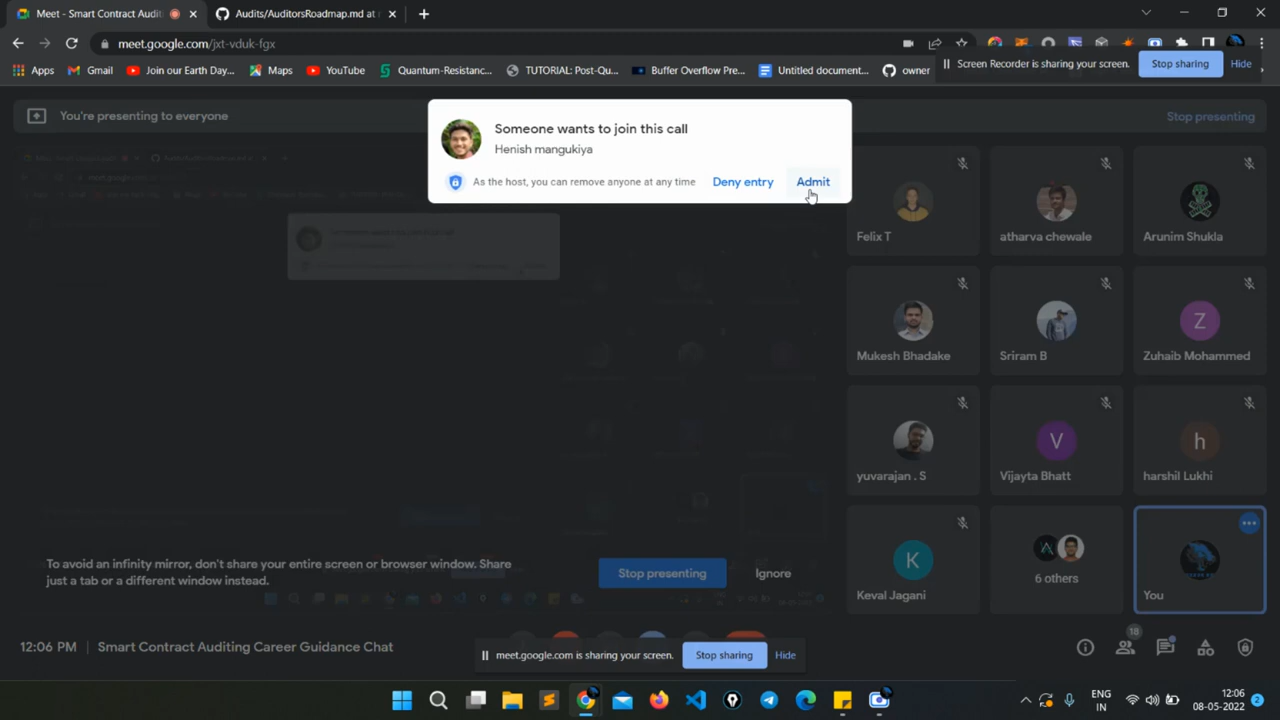 Meet - Smart Contract Audit
Audits/AuditorsRoadmap.md at
meet.google.com/jxt-vduk-fgx
Apps
Gmail
Join our Earth Day...
Maps
YouTube
Quantum-Resistanc...
TUTORIAL: Post-Qu...
Buffer Overflow Pre...
Untitled document...
owner
Screen Recorder is sharing your screen.
Stop sharing
Hide
You're presenting to everyone
Stop presenting
Someone wants to join this call
Henish mangukiya
As the host, you can remove anyone at any time
Deny entry
Admit
Felix T
atharva chewale
Arunim Shukla
Mukesh Bhadake
Sriram B
Z
Zuhaib Mohammed
yuvarajan . S
V
Vijayta Bhatt
h
harshil Lukhi
K
Keval Jagani
6 others
You
To avoid an infinity mirror, don't share your entire screen or browser window. Share
just a tab or a different window instead.
Stop presenting
Ignore
12:06 PM
Smart Contract Auditing Career Guidance Chat
meet.google.com is sharing your screen.
Stop sharing
Hide
18
ENG
IN
12:06
08-05-2022
2